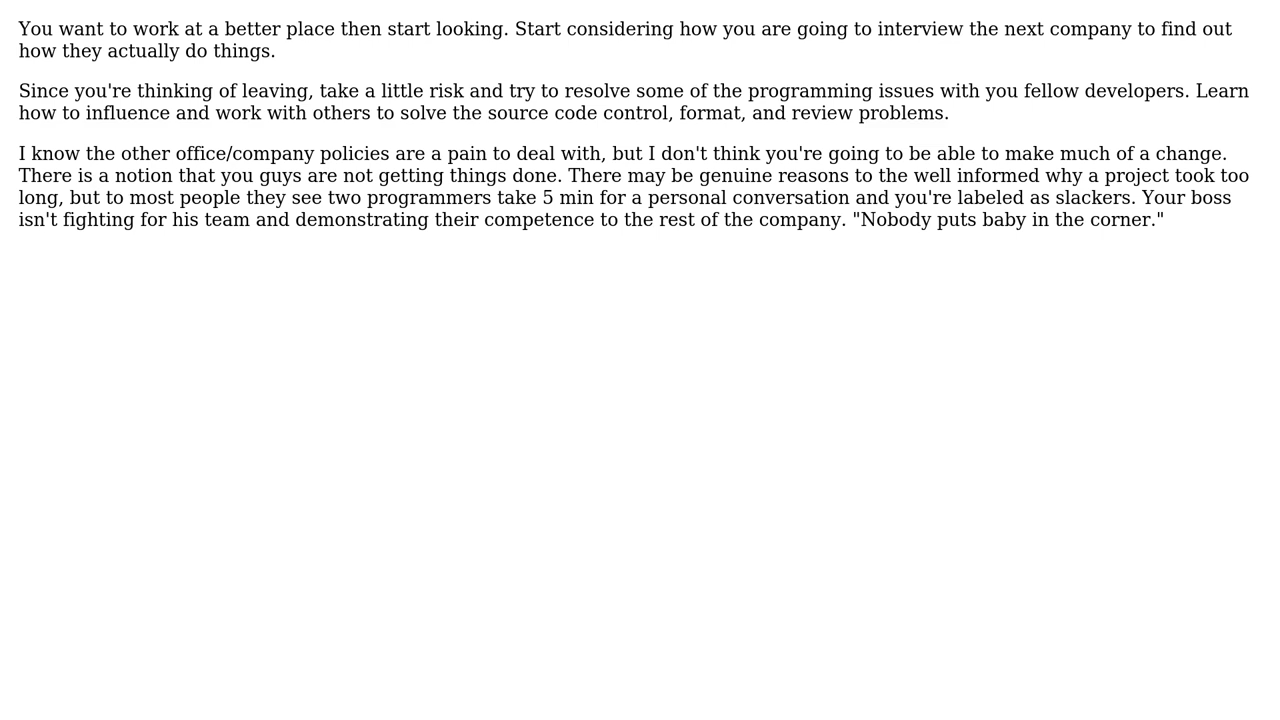 You want to work at a better place then start looking. Start considering how you are going to interview the next company to find out
how they actually do things.
Since you're thinking of leaving, take a little risk and try to resolve some of the programming issues with you fellow developers. Learn
how to influence and work with others to solve the source code control, format, and review problems.
I know the other office/company policies are a pain to deal with, but I don't think you're going to be able to make much of a change.
There is a notion that you guys are not getting things done. There may be genuine reasons to the well informed why a project took too
long, but to most people they see two programmers take 5 min for a personal conversation and you're labeled as slackers. Your boss
isn't fighting for his team and demonstrating their competence to the rest of the company. "Nobody puts baby in the corner."